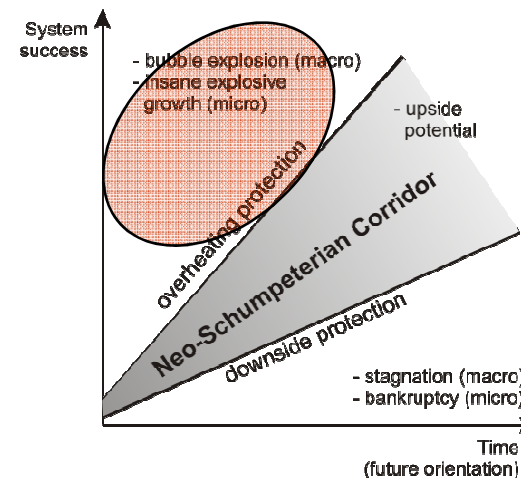 System
success
- bubble explosion (macro)
- insane explosive
growth (micro)
- upside
potential
overheating protection
Neo-Schumpeterian Corridor
downside protection
- stagnation (macro)
- bankruptcy (micro)
Time
(future orientation)